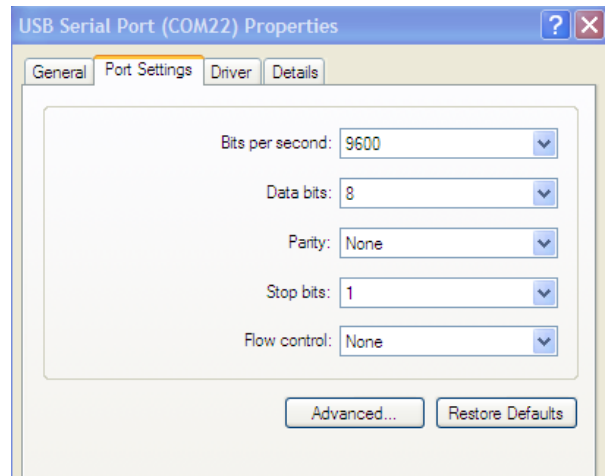 USB Serial Port (COM22) Properties
General Port Settings Driver Details
Bits per second: 9600
Data bits: 8
Parity: None
Stop bits: 1
Flow control: None
Advanced... Restore Defaults